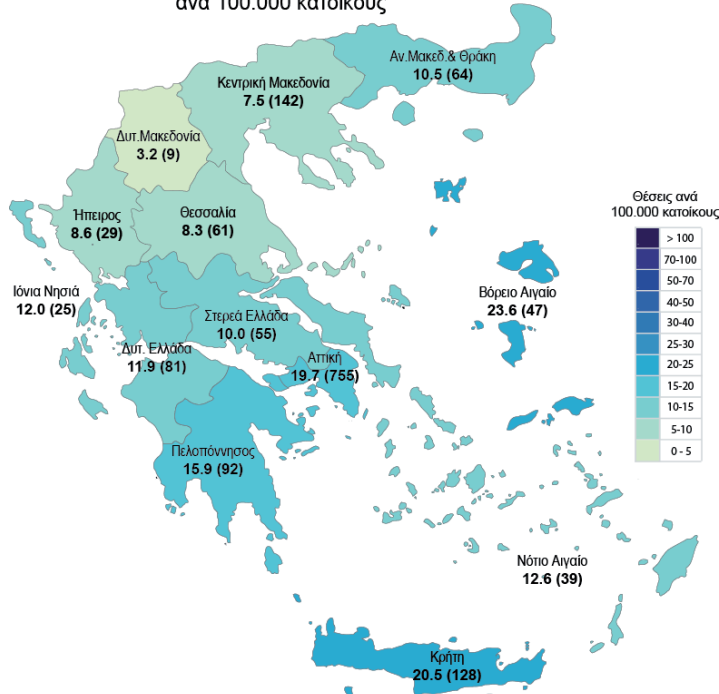 ανά 100.000 κατοίκους
Αν.Μακεδ.& Θράκη
10.5 (64)
Κεντρική Μακεδονία
7.5 (142)
Δυτ.Μακεδονία
3.2 (9)
Ήπειρος
8.6 (29)
Θεσσαλία
8.3 (61)
Ιόνια Νησιά
12.0 (25)
Στερεά Ελλάδα
10.0 (55)
Δυτ. Ελλάδα
11.9 (81)
Αττική
19.7 (755)
Πελοπόννησος
15.9 (92)
Βόρειο Αιγαίο
23.6 (47)
Νότιο Αιγαίο
12.6 (39)
Κρήτη
20.5 (128)
Θέσεις ανά
100.000 κατοίκους
> 100
70-100
50-70
40-50
30-40
25-30
20-25
15-20
10-15
5-10
0 - 5